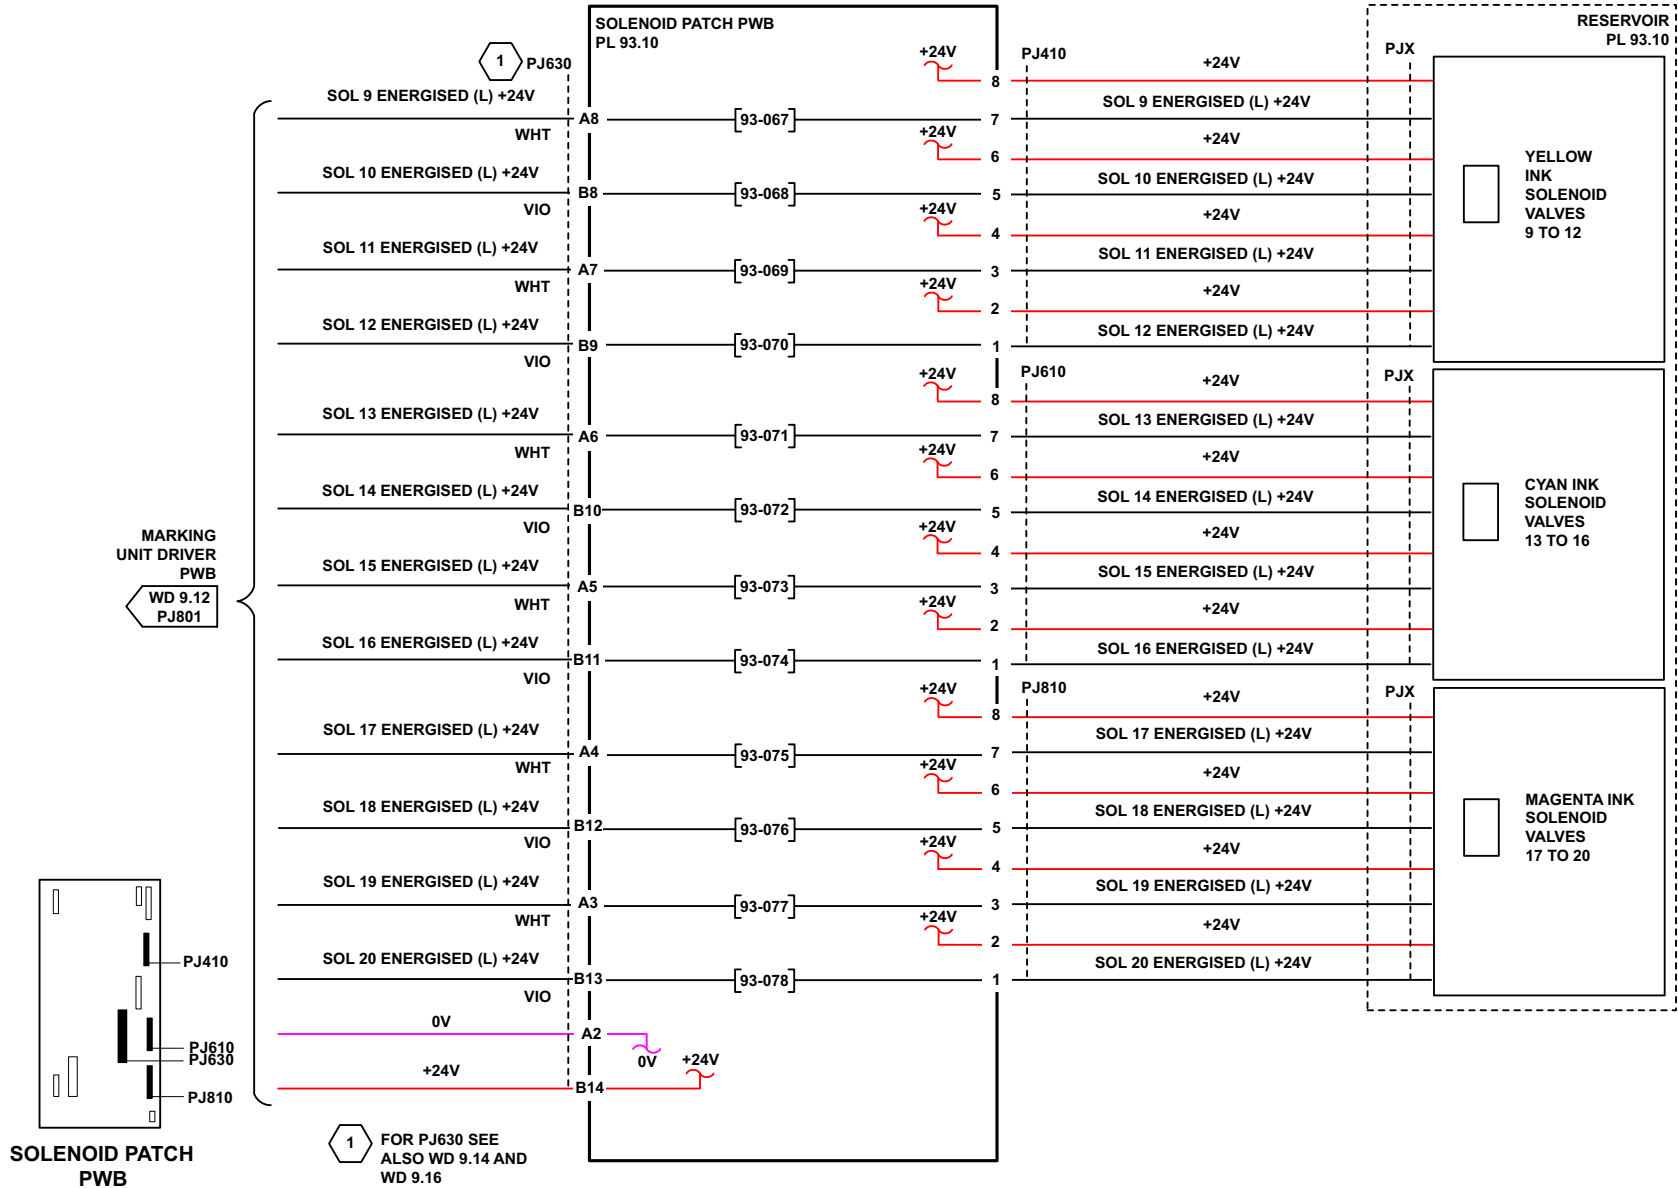 SOLENOID PATCH PWB
PL 93.10
RESERVOIR
PL 93.10
1
PJ630
PJ410
PJX
+24V
8
+24V
SOL 9 ENERGISED (L) +24V
WHT
A8
93-067
7
SOL 9 ENERGISED (L) +24V
+24V
6
+24V
SOL 10 ENERGISED (L) +24V
VIO
B8
93-068
5
SOL 10 ENERGISED (L) +24V
+24V
4
+24V
SOL 11 ENERGISED (L) +24V
WHT
A7
93-069
3
SOL 11 ENERGISED (L) +24V
+24V
2
+24V
SOL 12 ENERGISED (L) +24V
VIO
B9
93-070
1
SOL 12 ENERGISED (L) +24V
YELLOW
INK
SOLENOID
VALVES
9 TO 12
PJ610
PJX
+24V
8
+24V
SOL 13 ENERGISED (L) +24V
WHT
A6
93-071
7
SOL 13 ENERGISED (L) +24V
+24V
6
+24V
SOL 14 ENERGISED (L) +24V
VIO
B10
93-072
5
SOL 14 ENERGISED (L) +24V
+24V
4
+24V
SOL 15 ENERGISED (L) +24V
WHT
A5
93-073
3
SOL 15 ENERGISED (L) +24V
+24V
2
+24V
SOL 16 ENERGISED (L) +24V
VIO
B11
93-074
1
SOL 16 ENERGISED (L) +24V
CYAN INK
SOLENOID
VALVES
13 TO 16
MARKING
UNIT DRIVER
PWB
WD 9.12
PJ801
PJ810
PJX
+24V
8
+24V
SOL 17 ENERGISED (L) +24V
WHT
A4
93-075
7
SOL 17 ENERGISED (L) +24V
+24V
6
+24V
SOL 18 ENERGISED (L) +24V
VIO
B12
93-076
5
SOL 18 ENERGISED (L) +24V
+24V
4
+24V
SOL 19 ENERGISED (L) +24V
WHT
A3
93-077
3
SOL 19 ENERGISED (L) +24V
+24V
2
+24V
SOL 20 ENERGISED (L) +24V
VIO
B13
93-078
1
SOL 20 ENERGISED (L) +24V
MAGENTA INK
SOLENOID
VALVES
17 TO 20
0V
A2
0V
+24V
B14
+24V
PJ410
PJ610
PJ630
PJ810
SOLENOID PATCH
PWB
1
FOR PJ630 SEE
ALSO WD 9.14 AND
WD 9.16